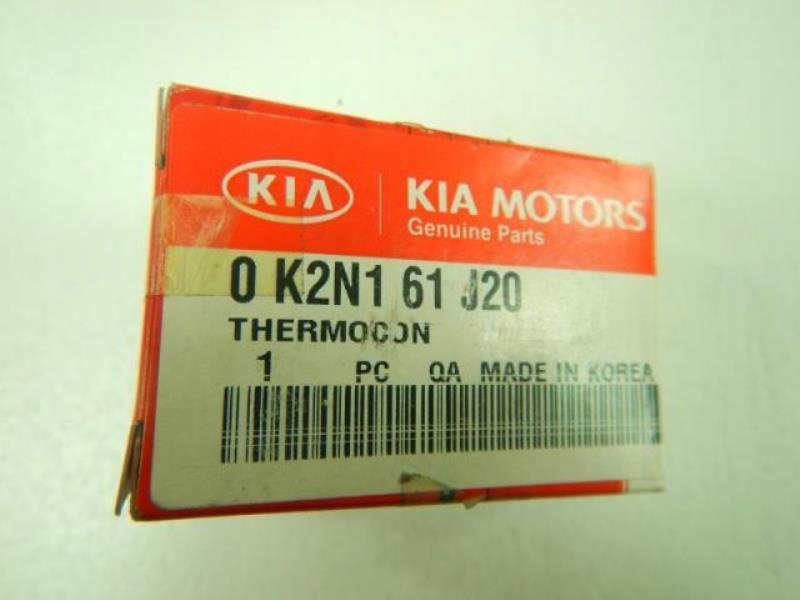 KIA KIA MOTORS
Genuine Parts
0 K2N1 61 J20
THERMOCON
1 PC QA MADE IN KOREA